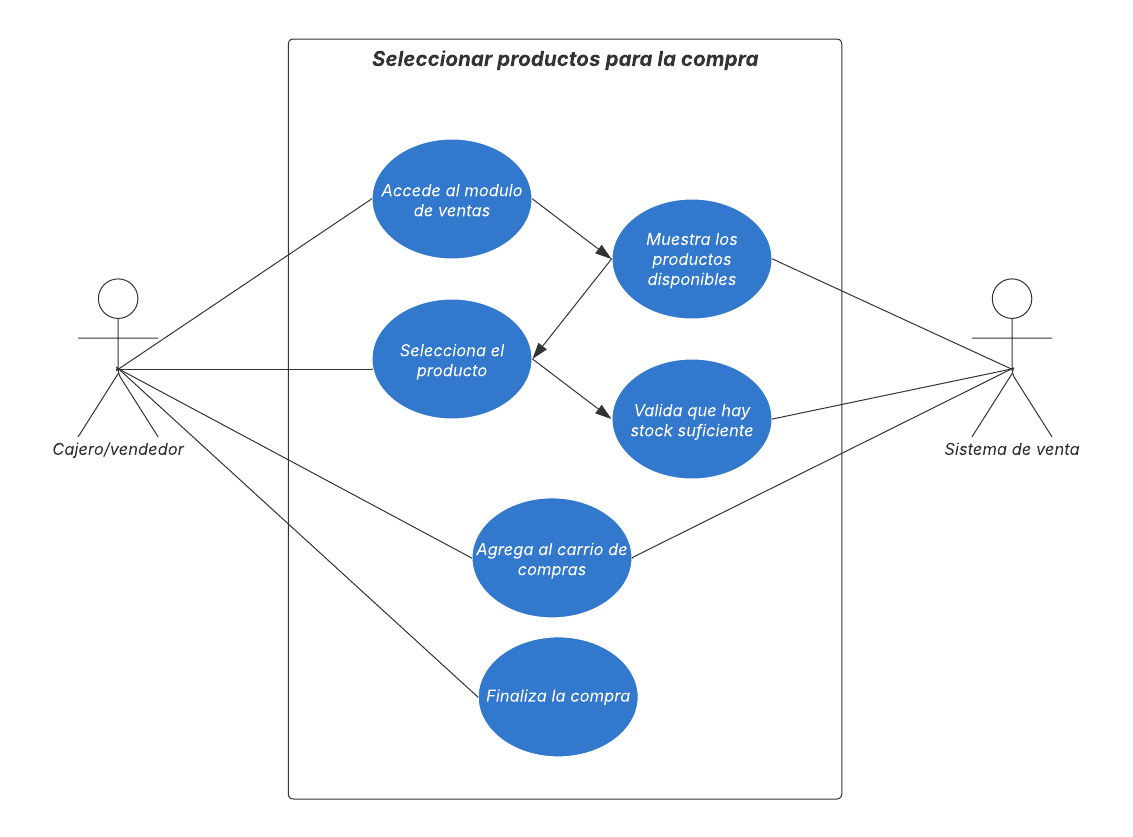 Seleccionar productos para la compra
Accede al modulo
de ventas
Muestra los
productos
disponibles
Selecciona el
producto
Valida que hay
stock suficiente
Cajero/vendedor
Sistema de venta
Agrega al carrio de
compras
Finaliza la compra